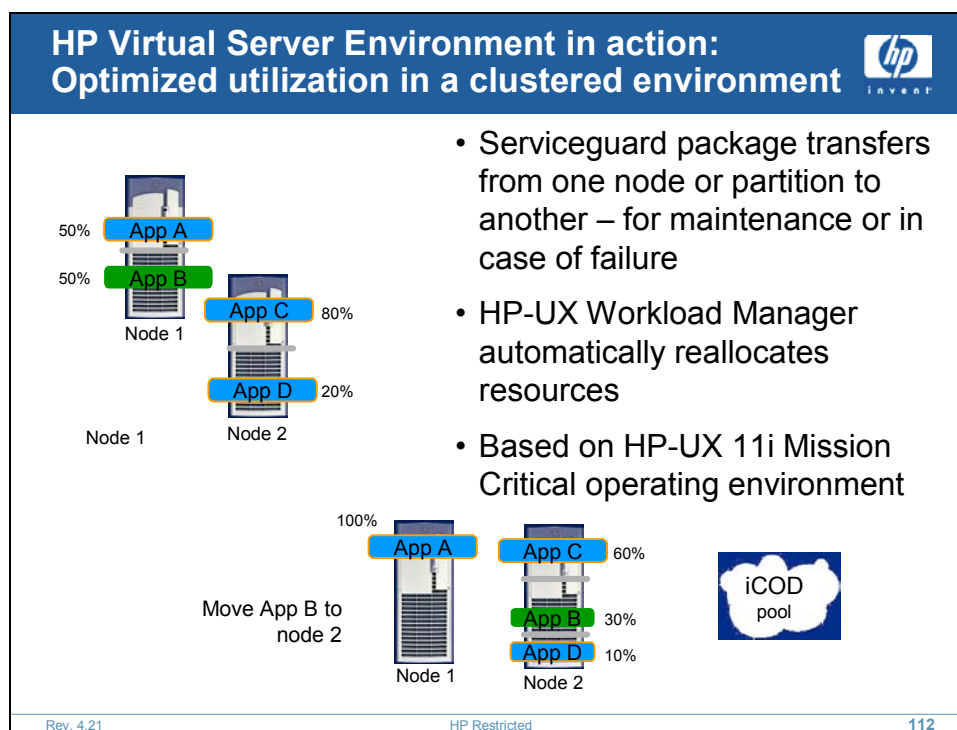 HP Virtual Server Environment in action:
Optimized utilization in a clustered environment
hp
invent
• Serviceguard package transfers
from one node or partition to
another – for maintenance or in
case of failure
• HP-UX Workload Manager
automatically reallocates
resources
• Based on HP-UX 11i Mission
Critical operating environment
50% App A
50% App B
Node 1
App C 80%
App D 20%
Node 1
Node 2
Move App B to
node 2
100%
App A
Node 1
App C 60%
App B 30%
App D 10%
Node 2
iCOD
pool
Rev. 4.21
HP Restricted
112